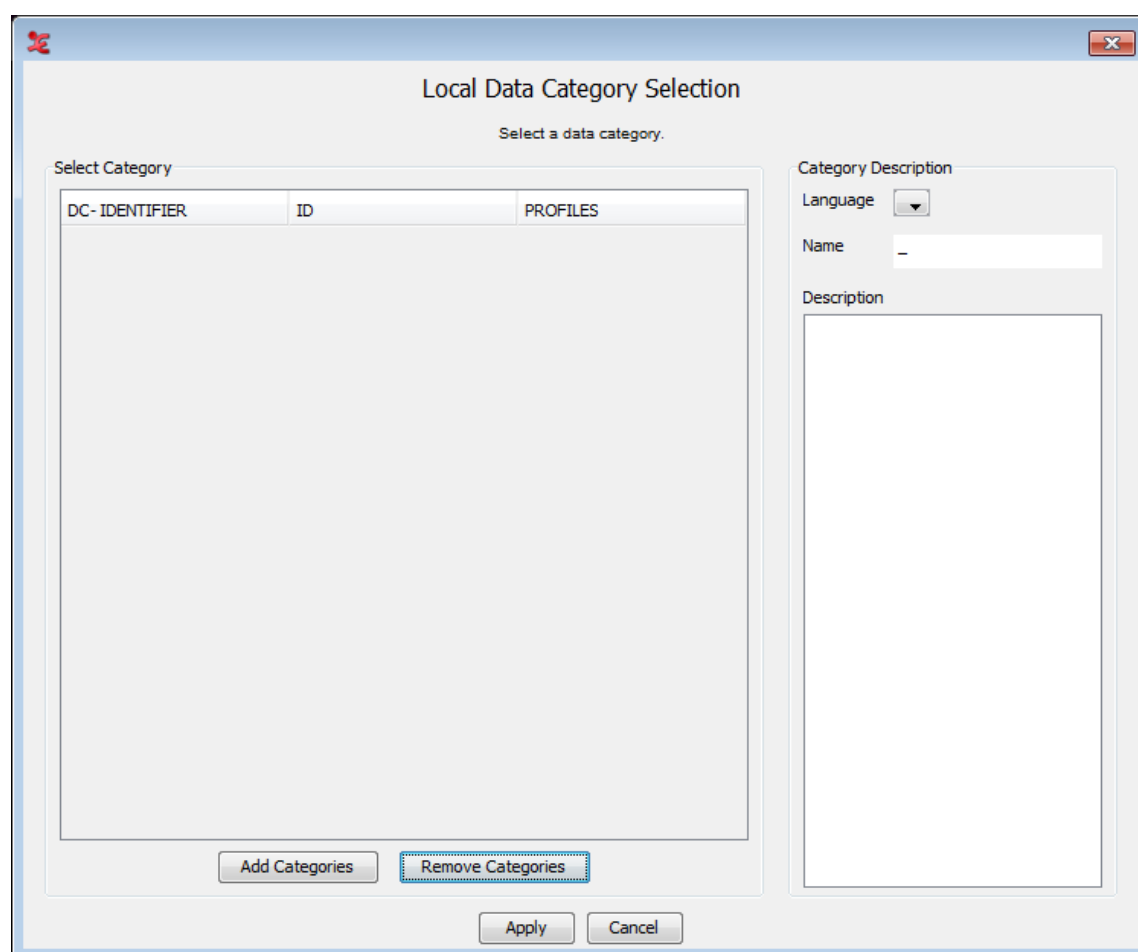 Local Data Category Selection
Select a data category.
Select Category
DC- IDENTIFIER ID PROFILES
Add Categories Remove Categories
Category Description
Language
Name _
Description
Apply Cancel